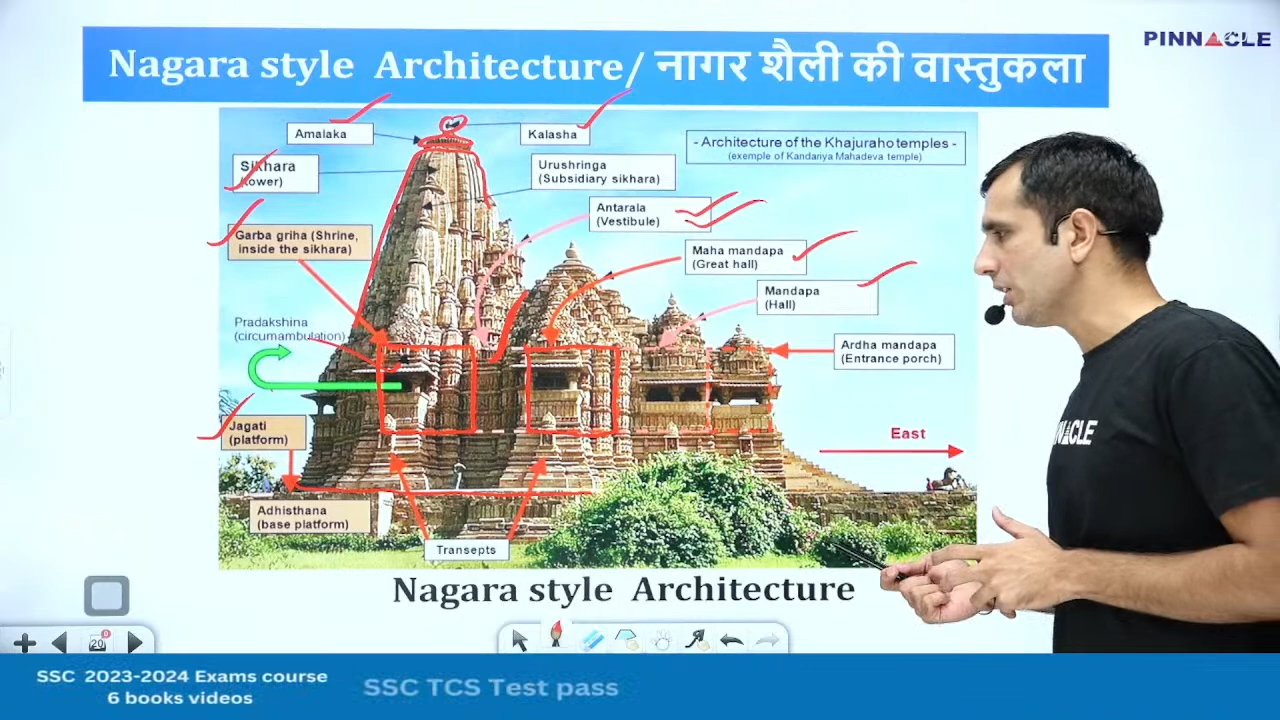 Nagara style Architecture/ नागर शैली की वास्तुकला
PINNACLE
Amalaka
Kalasha
- Architecture of the Khajuraho temples -
(exemple of Kandariya Mahadeva temple)
Sikhara
(tower)
Urushringa
(Subsidiary sikhara)
Antarala
(Vestibule)
Garba griha (Shrine,
inside the sikhara)
Maha mandapa
(Great hall)
Mandapa
(Hall)
Pradakshina
(circumambulation)
Ardha mandapa
(Entrance porch)
Jagati
(platform)
East
Adhisthana
(base platform)
Transepts
Nagara style Architecture
20
SSC 2023-2024 Exams course
6 books videos
SSC TCS Test pass